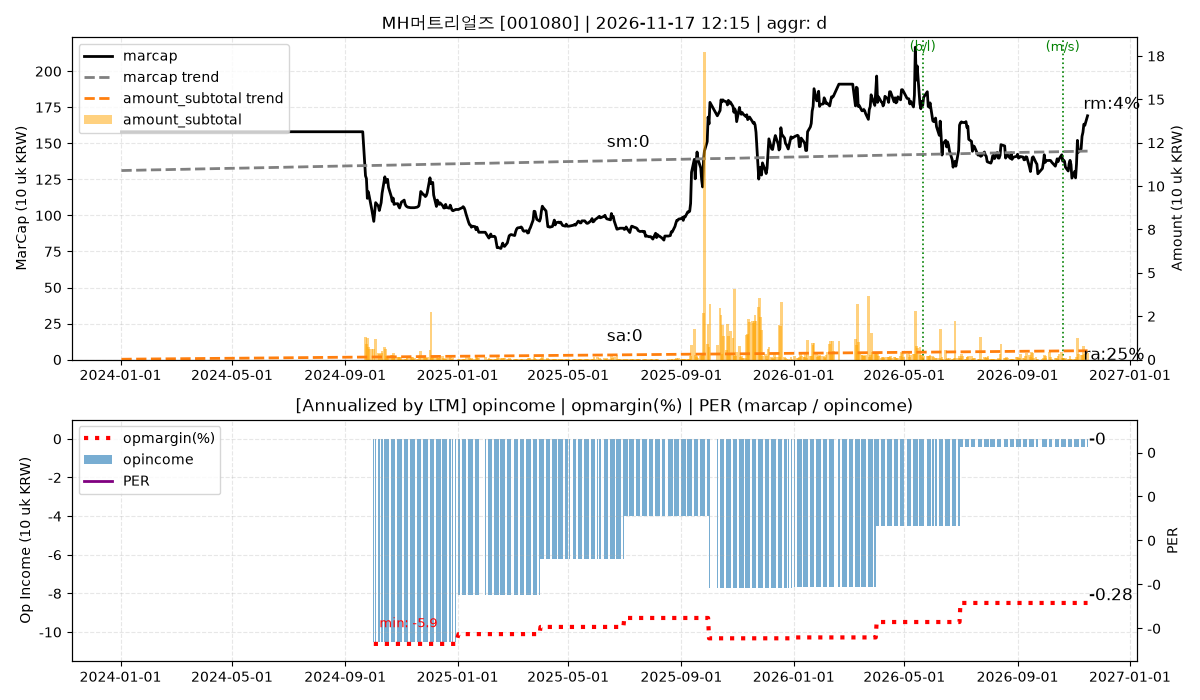 MH머트리얼즈 [001080] | 2026-11-17 12:15 | aggr: d
marcap
marcap trend
amount_subtotal trend
amount_subtotal
MarCap (10 uk KRW)
200
175
150
125
100
75
50
25
0
sm:0
sa:0
(b/l)
(m/s)
rm:4%
ra:25%
18
15
12
10
8
5
2
0
Amount (10 uk KRW)
2024-01-01 2024-05-01 2024-09-01 2025-01-01 2025-05-01 2025-09-01 2026-01-01 2026-05-01 2026-09-01 2027-01-01
[Annualized by LTM] opincome | opmargin(%) | PER (marcap / opincome)
opmargin(%)
opincome
PER
Op Income (10 uk KRW)
0
-2
-4
-6
-8
-10
min: -5.9
-0
-0.28
0
0
0
-0
-0
PER
2024-01-01 2024-05-01 2024-09-01 2025-01-01 2025-05-01 2025-09-01 2026-01-01 2026-05-01 2026-09-01 2027-01-01